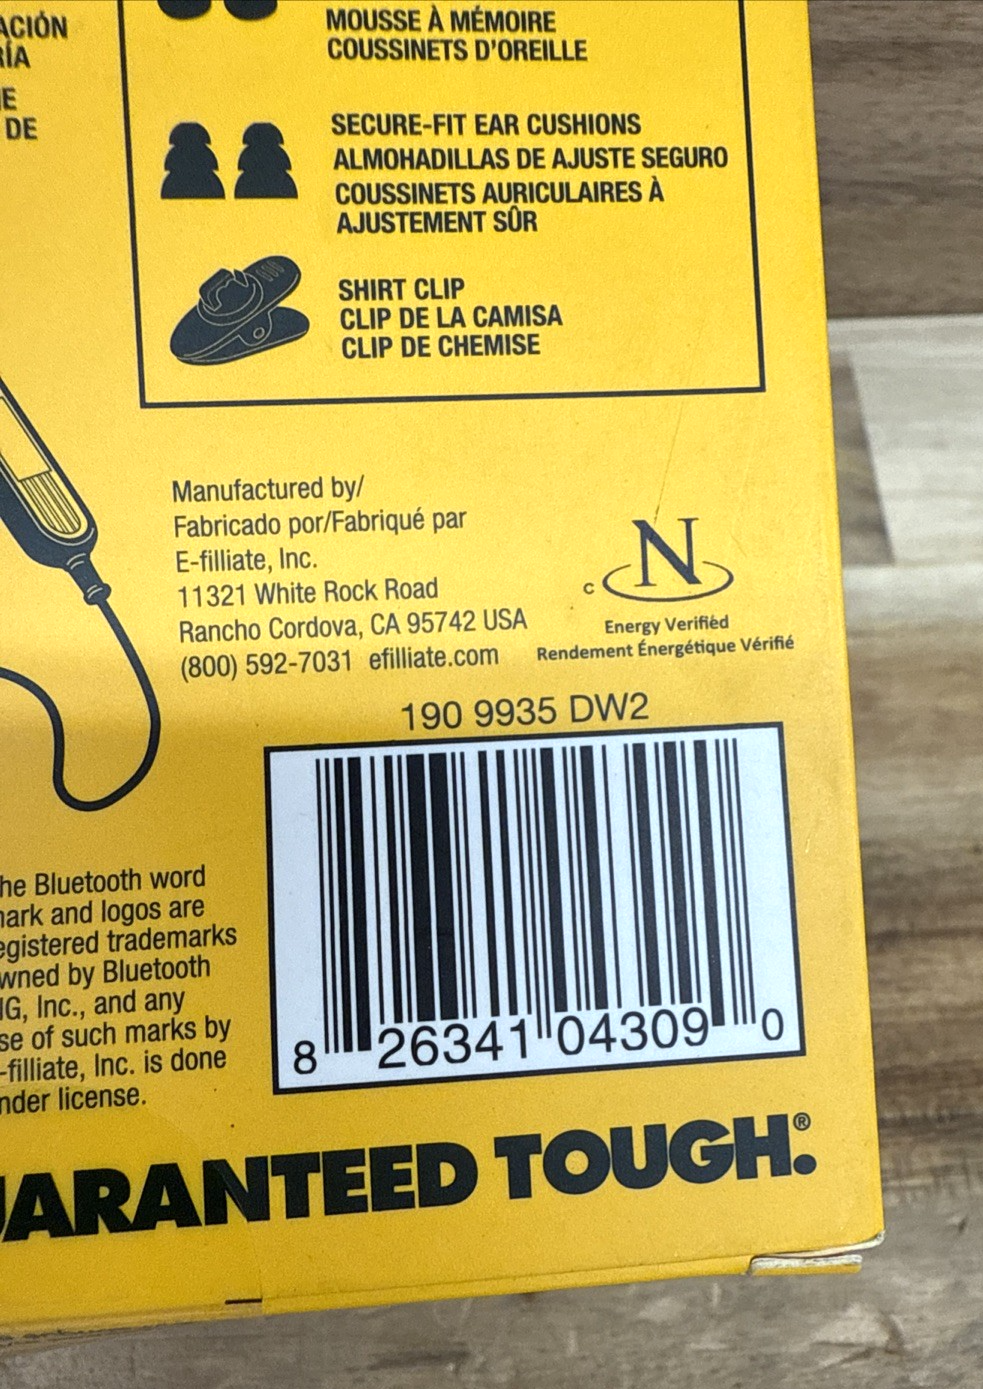 ACIÓN
RÍA
E
DE
MOUSSE À MÉMOIRE
COUSSINETS D'OREILLE
SECURE-FIT EAR CUSHIONS
ALMOHADILLAS DE AJUSTE SEGURO
COUSSINETS AURICULAIRES À
AJUSTEMENT SÛR
SHIRT CLIP
CLIP DE LA CAMISA
CLIP DE CHEMISE
Manufactured by/
Fabricado por/Fabriqué par
E-filliate, Inc.
11321 White Rock Road
Rancho Cordova, CA 95742 USA
(800) 592-7031 efilliate.com
C N
Energy Verified
Rendement Énergétique Vérifié
190 9935 DW2
8 26341 04309 0
he Bluetooth word
mark and logos are
egistered trademarks
wned by Bluetooth
IG, Inc., and any
se of such marks by
-filliate, Inc. is done
nder license.
UARANTEED TOUGH.®